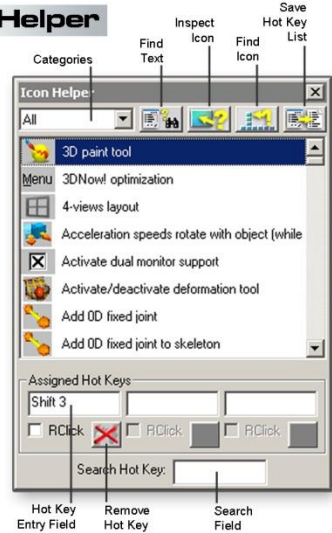 Helper
Save
Hot Key
List
Inspect
Icon
Find
Icon
Find
Text
Categories
Icon Helper
All
3D paint tool
Menu 3DNow! optimization
4-views layout
Acceleration speeds rotate with object (while
Activate dual monitor support
Activate/deactivate deformation tool
Add 0D fixed joint
Add 0D fixed joint to skeleton
Assigned Hot Keys
Shift 3
RClick RClick RClick
Search Hot Key:
Hot Key
Entry Field
Remove
Hot Key
Search
Field